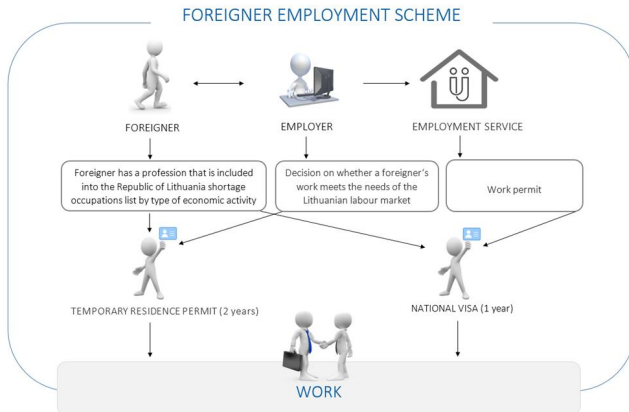 FOREIGNER EMPLOYMENT SCHEME
FOREIGNER
EMPLOYER
EMPLOYMENT SERVICE
Foreigner has a profession that is included
into the Republic of Lithuania shortage
occupations list by type of economic activity
Decision on whether a foreigner's
work meets the needs of the
Lithuanian labour market
Work permit
TEMPORARY RESIDENCE PERMIT (2 years)
NATIONAL VISA (1 year)
WORK